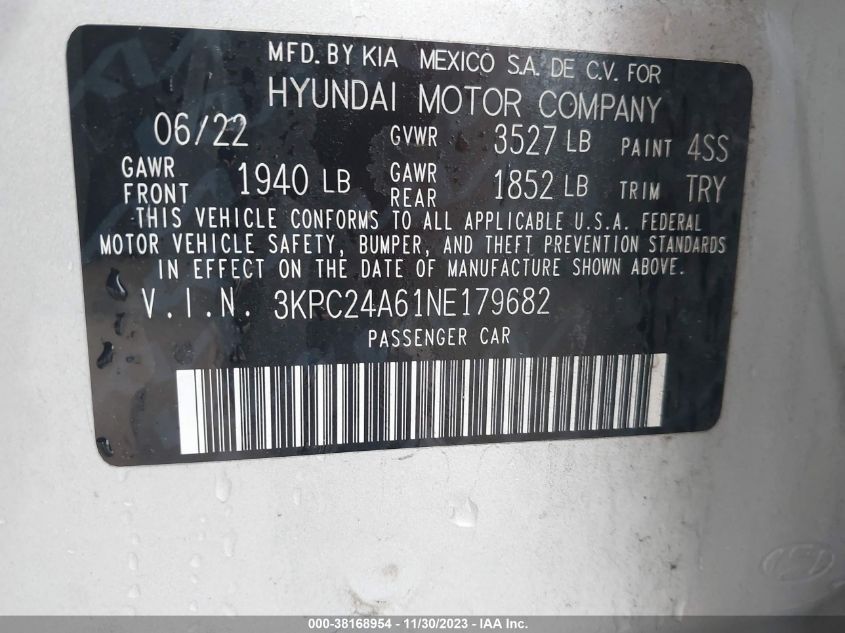 MFD. BY KIA MEXICO S.A. DE C.V. FOR
HYUNDAI MOTOR COMPANY
06/22 GVWR 3527 LB PAINT 4SS
GAWR FRONT 1940 LB GAWR REAR 1852 LB TRIM TRY
THIS VEHICLE CONFORMS TO ALL APPLICABLE U.S.A. FEDERAL
MOTOR VEHICLE SAFETY, BUMPER, AND THEFT PREVENTION STANDARDS
IN EFFECT ON THE DATE OF MANUFACTURE SHOWN ABOVE.
V.I.N. 3KPC24A61NE179682
PASSENGER CAR
000-38168954 - 11/30/2023 - IAA Inc.